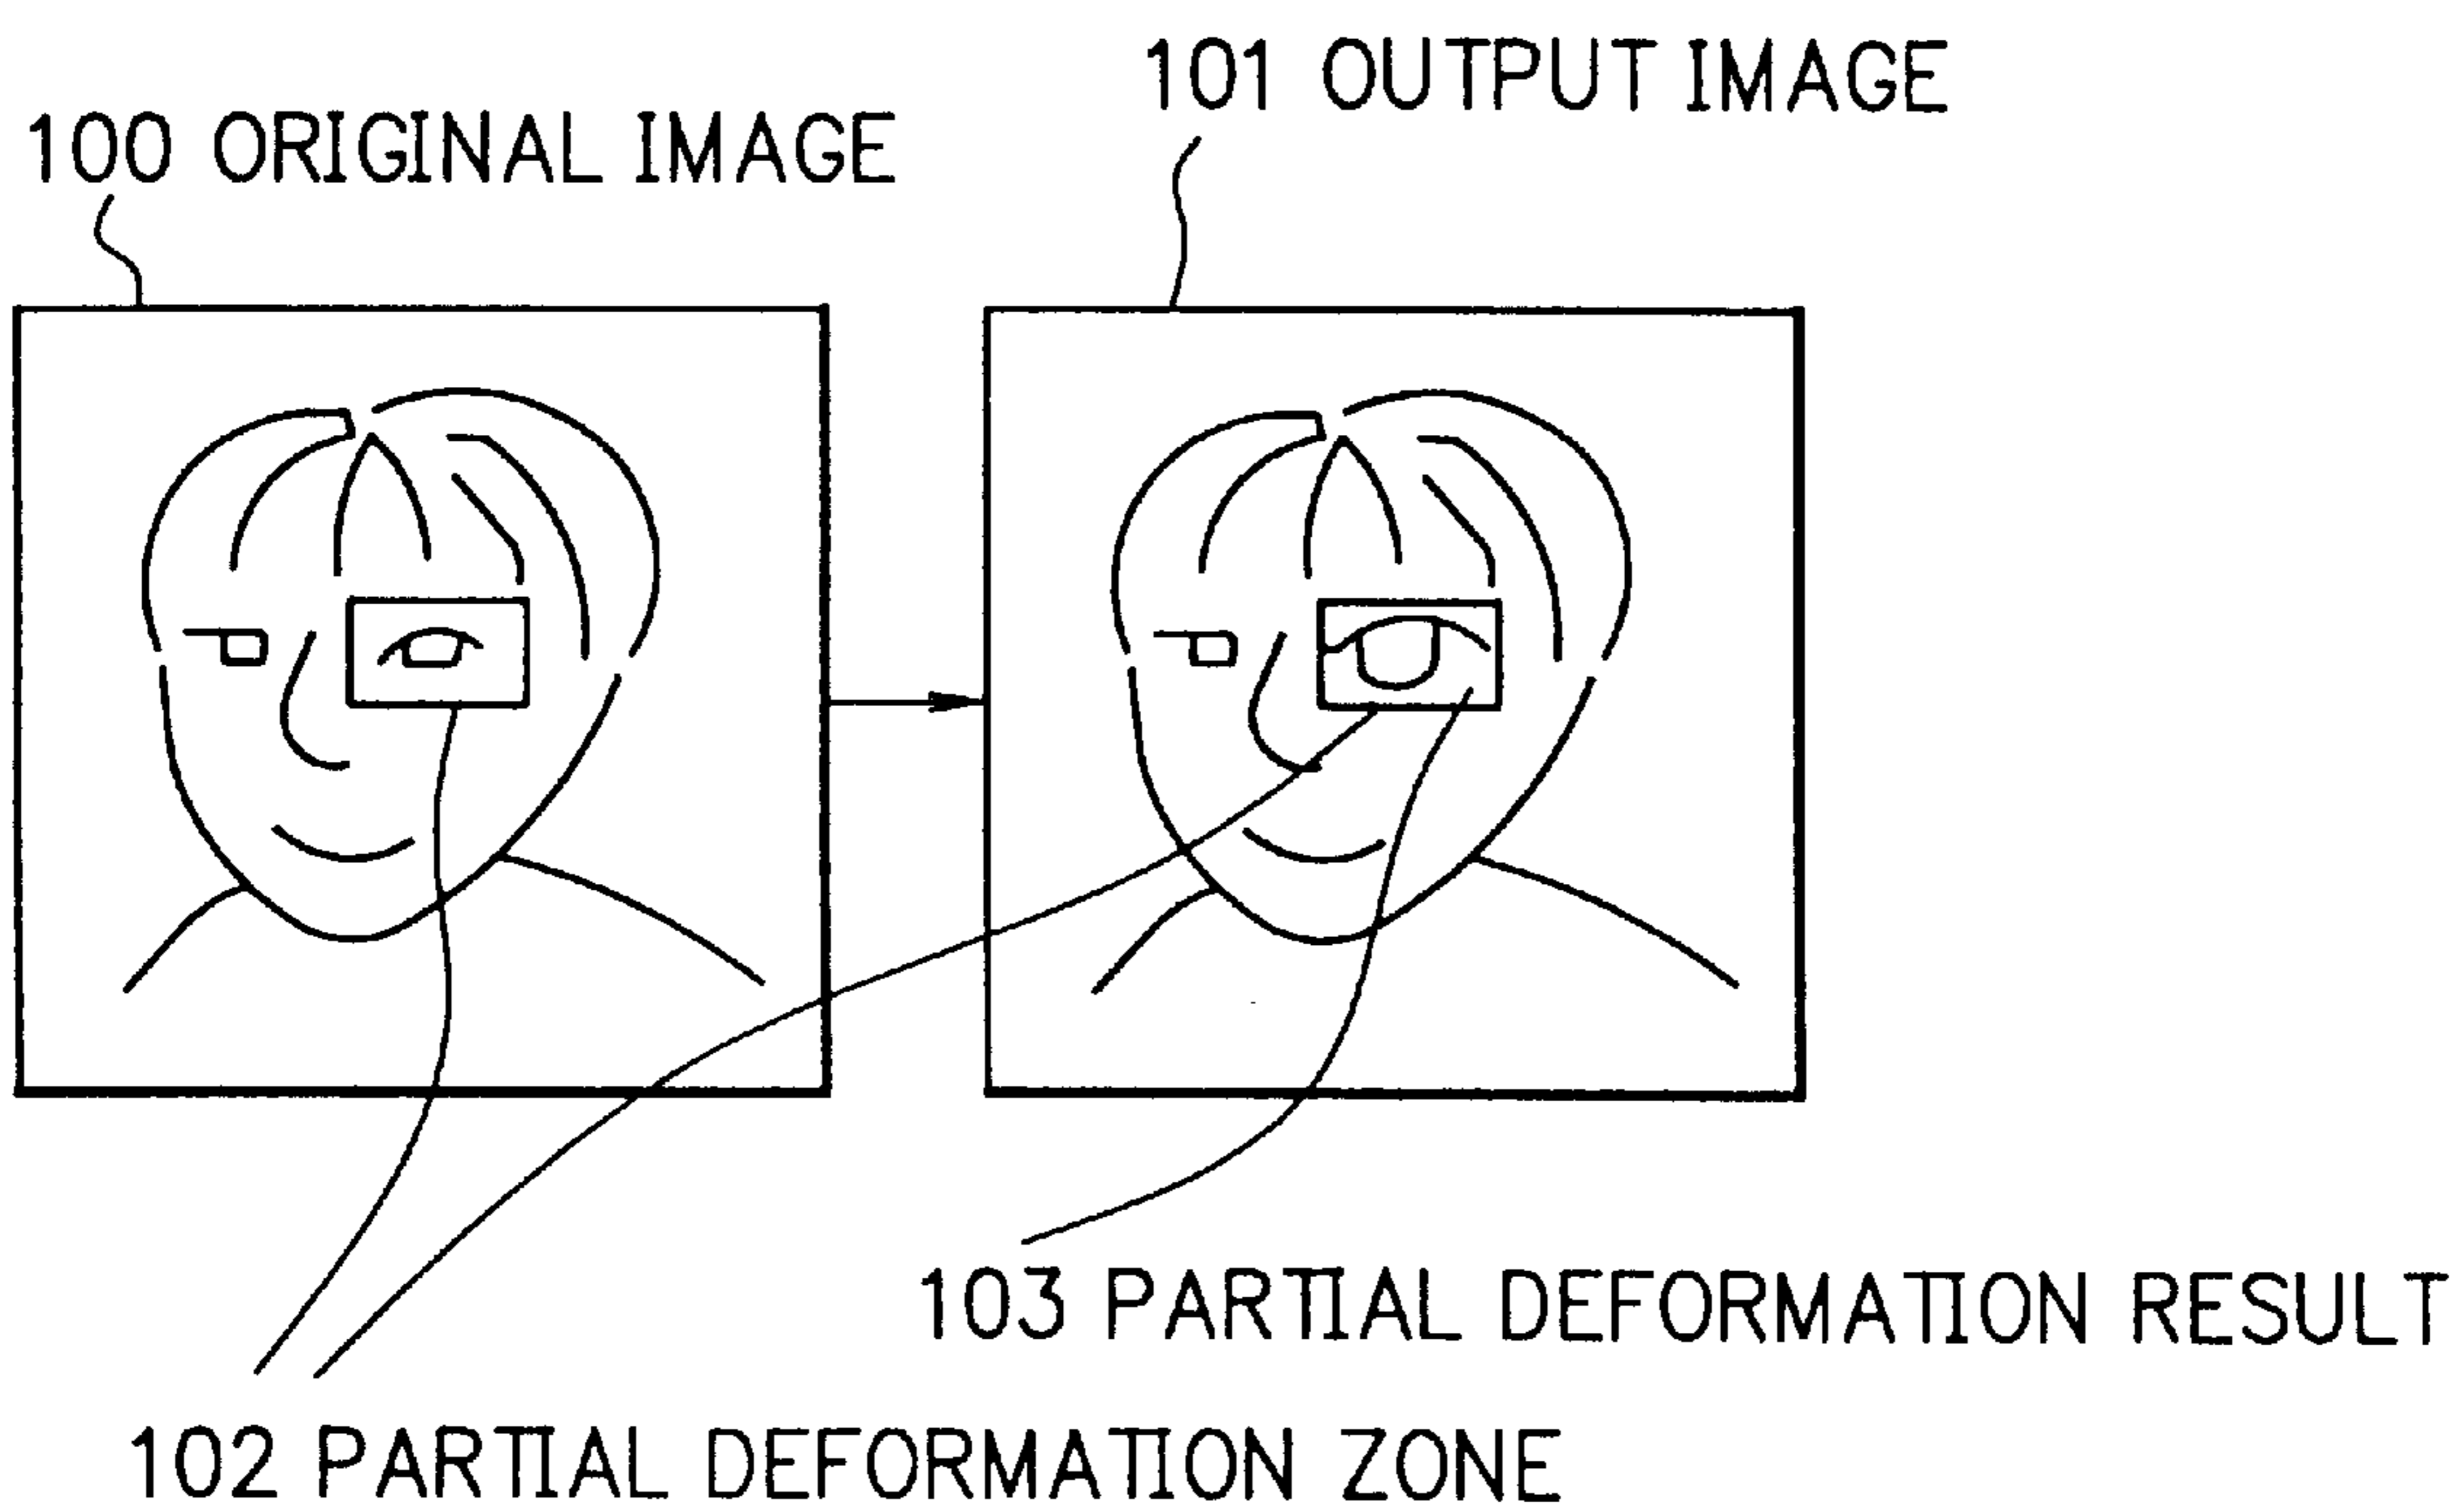 101 OUTPUT IMAGE
100 ORIGINAL IMAGE
103 PARTIAL DEFORMATION RESULT
102 PARTIAL DEFORMATION ZONE